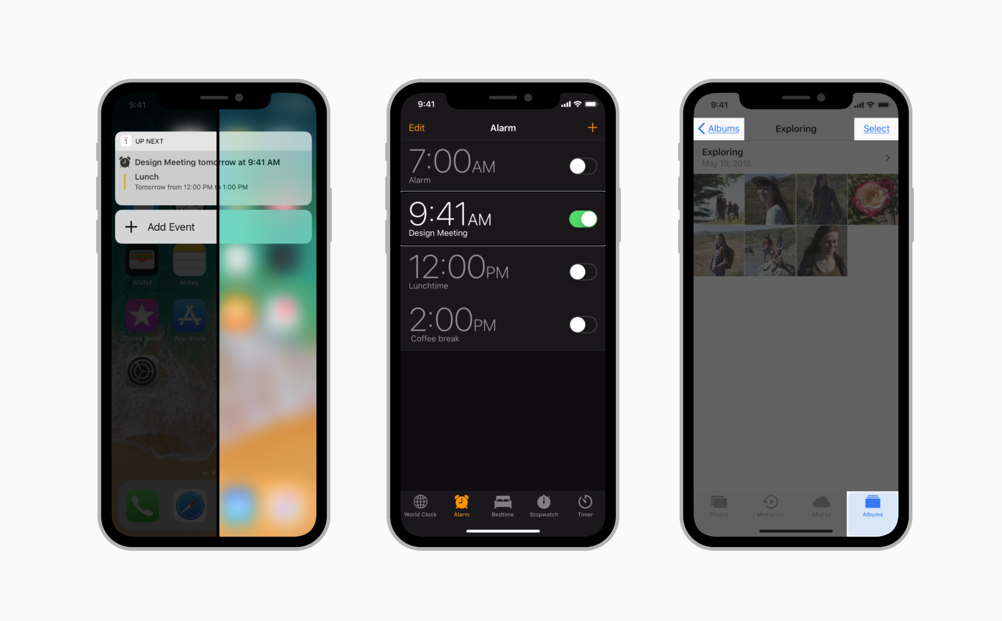 9:41
UP NEXT
Design Meeting tomorrow at 9:41 AM
Lunch
Tomorrow from 12:00 PM to 1:00 PM
Add Event
Wallet
Notes
iTunes Store
App Store
9:41
Edit
Alarm
7:00AM
Alarm
9:41AM
Design Meeting
12:00PM
Lunchtime
2:00PM
Coffee break
World Clock
Alarm
Bedtime
Stopwatch
Timer
9:41
Albums
Exploring
Select
Exploring
May 19, 2015
Photos
Memories
Shared
Albums